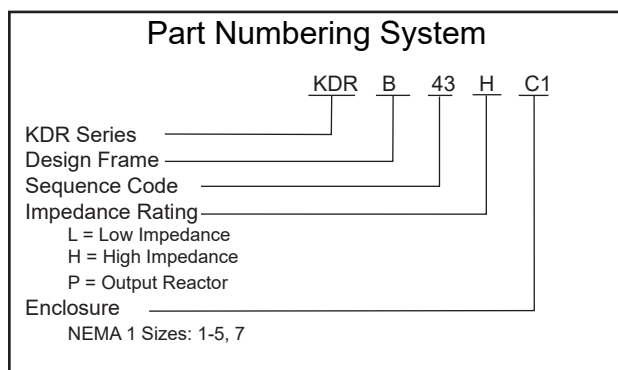 Part Numbering System
KDR B 43 H C1
KDR Series
Design Frame
Sequence Code
Impedance Rating
L = Low Impedance
H = High Impedance
P = Output Reactor
Enclosure
NEMA 1 Sizes: 1-5, 7